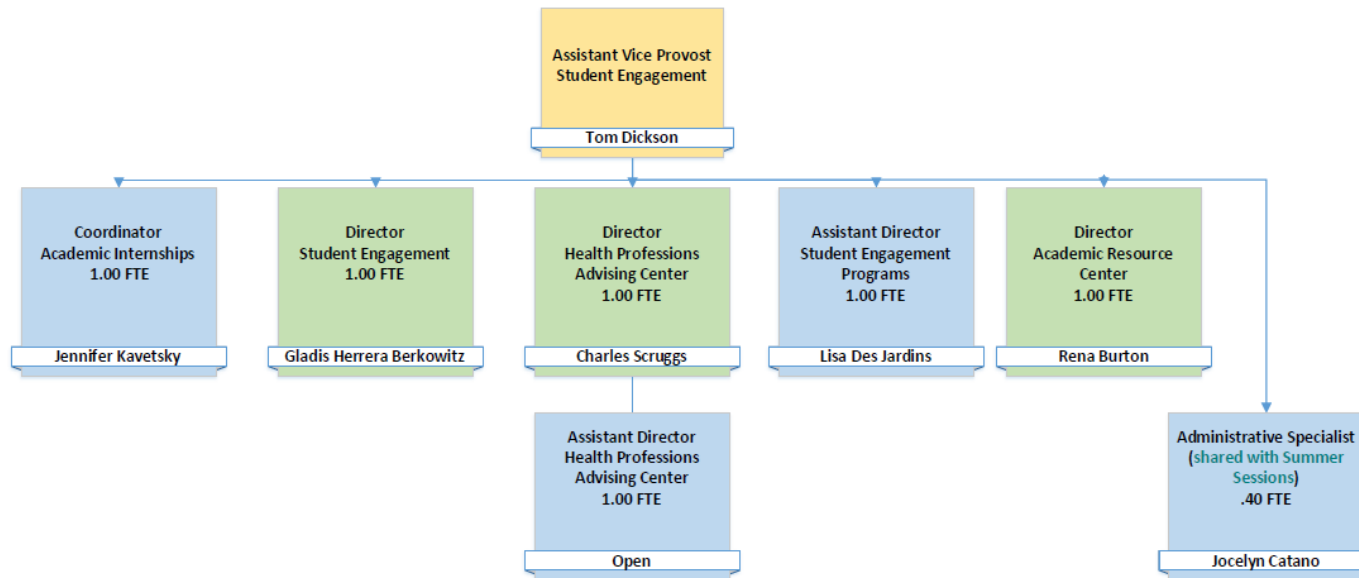 Assistant Vice Provost
Student Engagement
Tom Dickson
Coordinator
Academic Internships
1.00 FTE
Jennifer Kavetsky
Director
Student Engagement
1.00 FTE
Gladis Herrera Berkowitz
Director
Health Professions
Advising Center
1.00 FTE
Charles Scruggs
Assistant Director
Student Engagement
Programs
1.00 FTE
Lisa Des Jardins
Director
Academic Resource
Center
1.00 FTE
Rena Burton
Assistant Director
Health Professions
Advising Center
1.00 FTE
Open
Administrative Specialist
(shared with Summer
Sessions)
.40 FTE
Jocelyn Catano